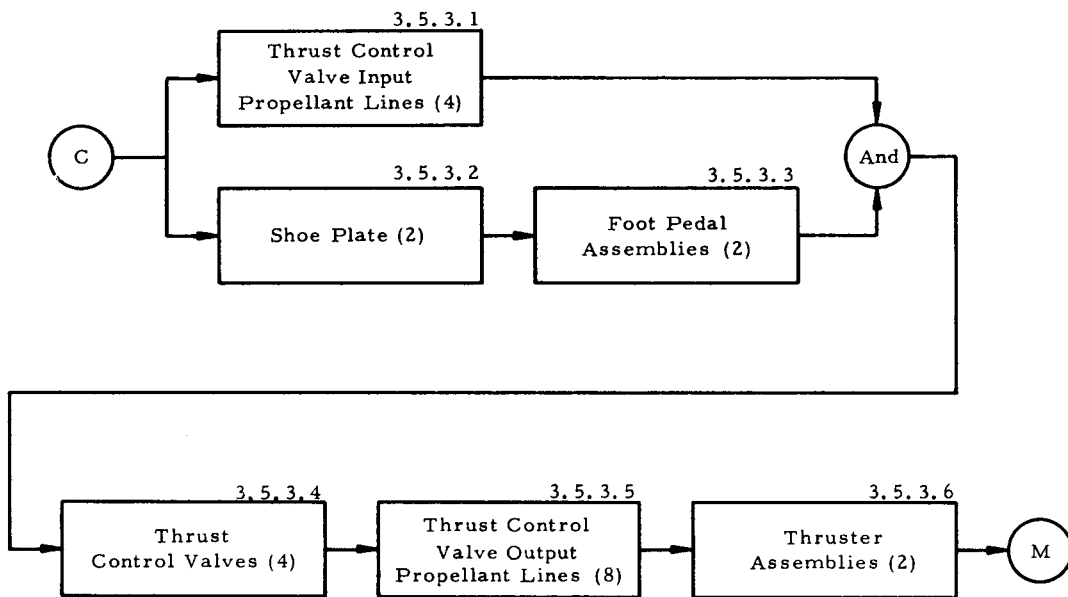 3.5.3.1
Thrust Control
Valve Input
Propellant Lines (4)
C
And
3.5.3.2
Shoe Plate (2)
3.5.3.3
Foot Pedal
Assemblies (2)
3.5.3.4
Thrust
Control Valves (4)
3.5.3.5
Thrust Control
Valve Output
Propellant Lines (8)
3.5.3.6
Thruster
Assemblies (2)
M